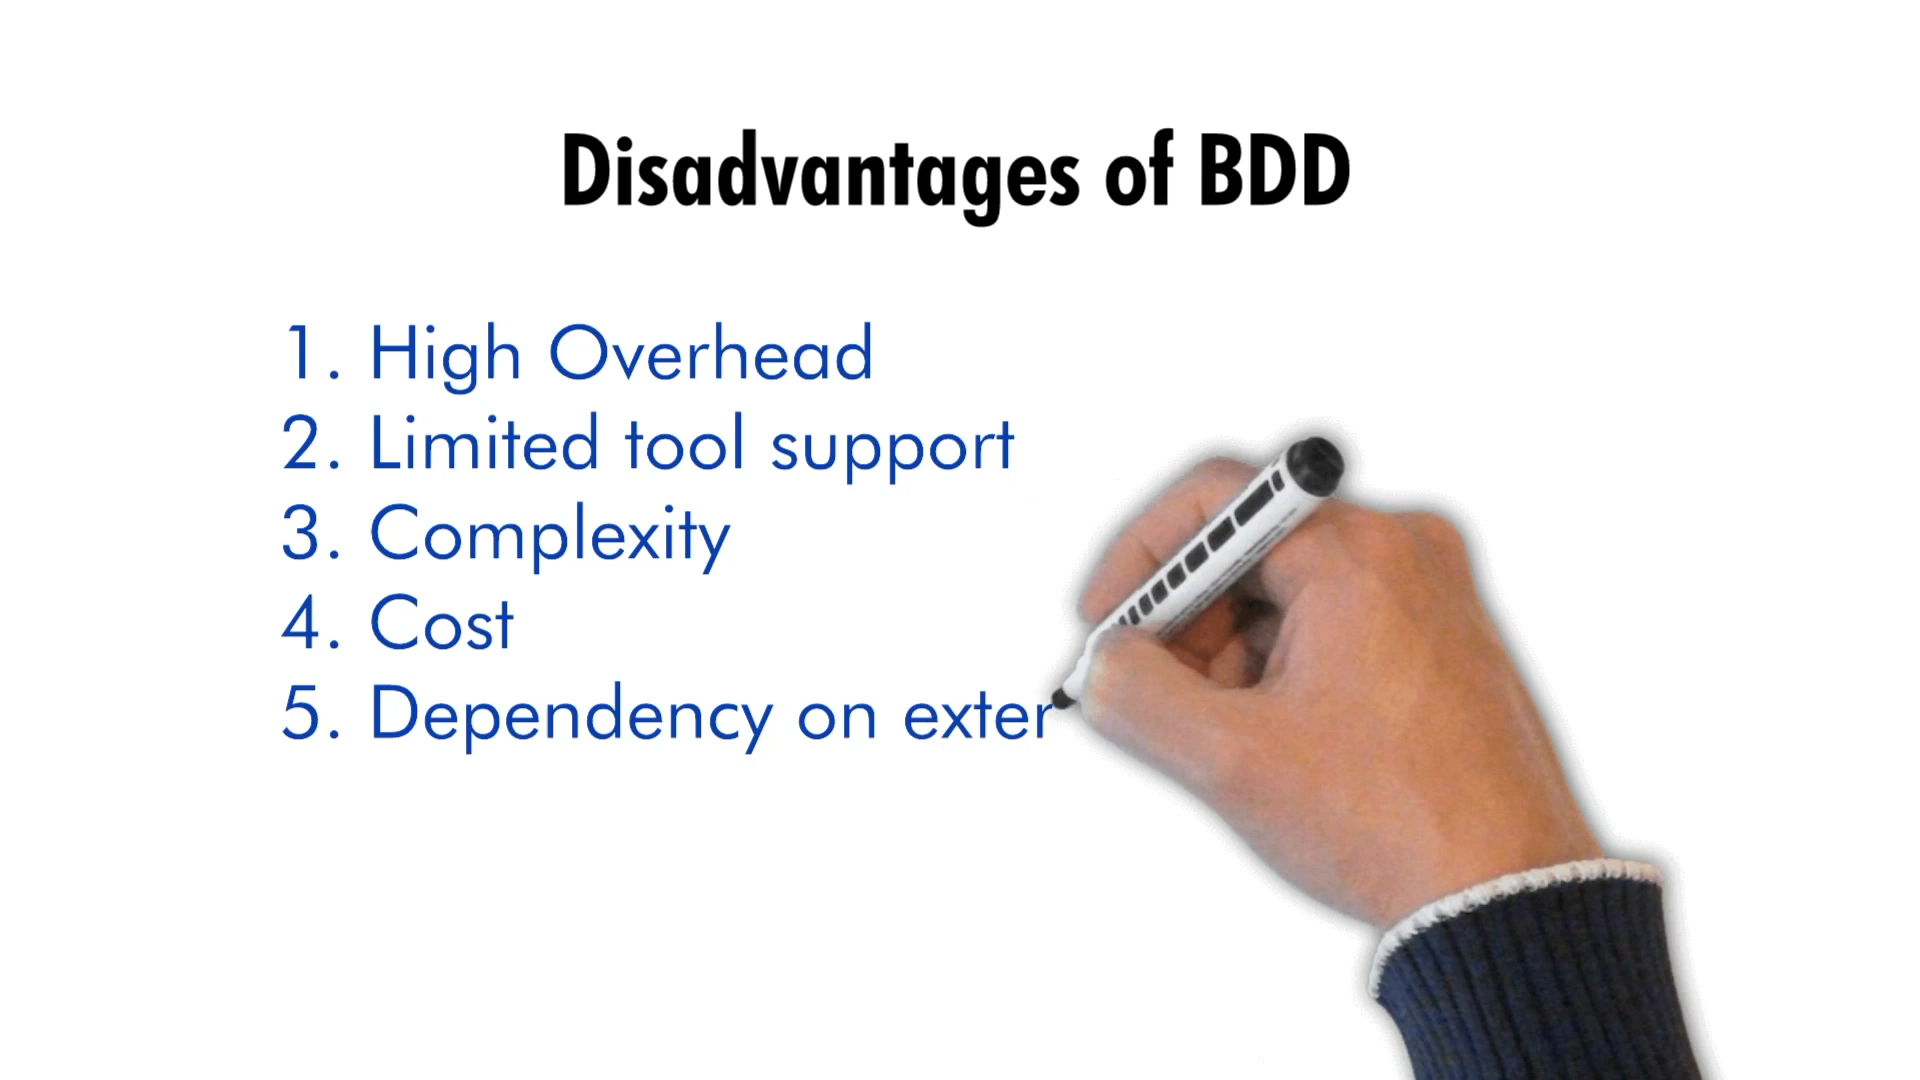 Disadvantages of BDD
1. High Overhead
2. Limited tool support
3. Complexity
4. Cost
5. Dependency on exter